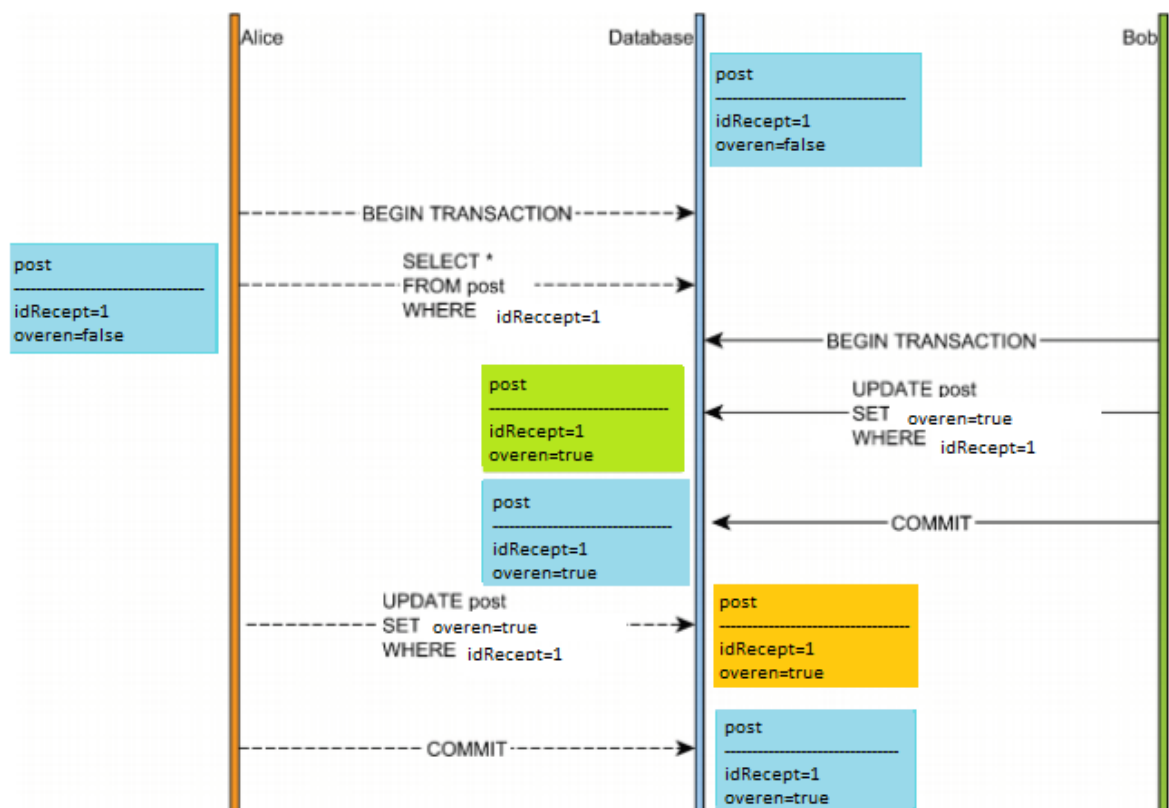 Alice
Database
Bob
post
----------------------------------
idRecept=1
overen=false
BEGIN TRANSACTION
post
----------------------------------
idRecept=1
overen=false
SELECT *
FROM post
WHERE idReccept=1
BEGIN TRANSACTION
post
--------------------------------
idRecept=1
overen=true
UPDATE post
SET overen=true
WHERE idRecept=1
post
--------------------------------
idRecept=1
overen=true
COMMIT
UPDATE post
SET overen=true
WHERE idRecept=1
post
----------------------------------
idRecept=1
overen=true
COMMIT
post
-------------------------------
idRecept=1
overen=true